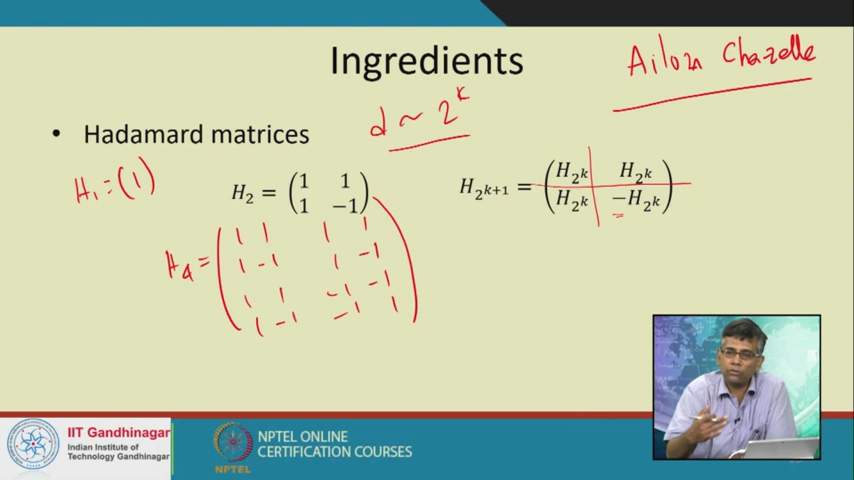 Ingredients
Ailon Chazelle
• Hadamard matrices
d ~ 2^k
H₁ = (1)
H₂ = (1 1
1 -1)
H_{2^{k+1}} = (H_{2^k} H_{2^k}
H_{2^k} -H_{2^k})
H₄ = (1 1 1 1
1 -1 1 -1
1 1 -1 -1
1 -1 -1 1)
IIT Gandhinagar
Indian Institute of
Technology Gandhinagar
NPTEL
NPTEL ONLINE
CERTIFICATION COURSES